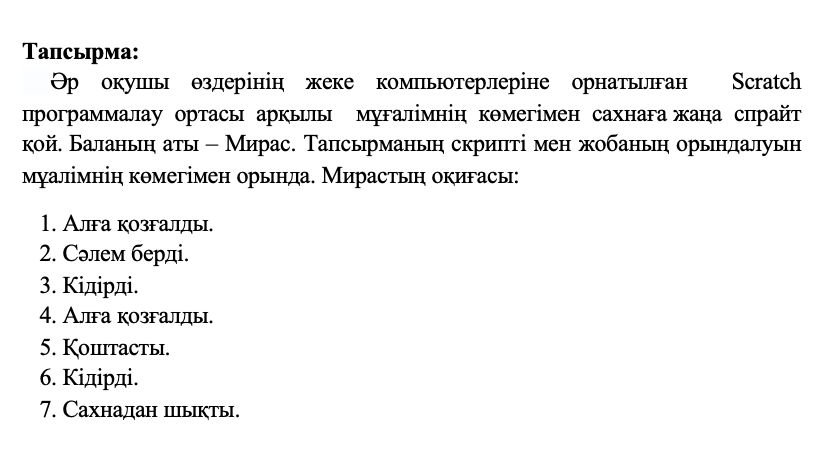 Тапсырма:
Әр оқушы өздерінің жеке компьютерлеріне орнатылған Scratch
программалау ортасы арқылы мұғалімнің көмегімен сахнаға жаңа спрайт
қой. Баланың аты – Мирас. Тапсырманың скрипті мен жобаның орындалуын
мұалімнің көмегімен орында. Мирастың оқиғасы:
1. Алға қозғалды.
2. Сәлем берді.
3. Кідірді.
4. Алға қозғалды.
5. Қоштасты.
6. Кідірді.
7. Сахнадан шықты.